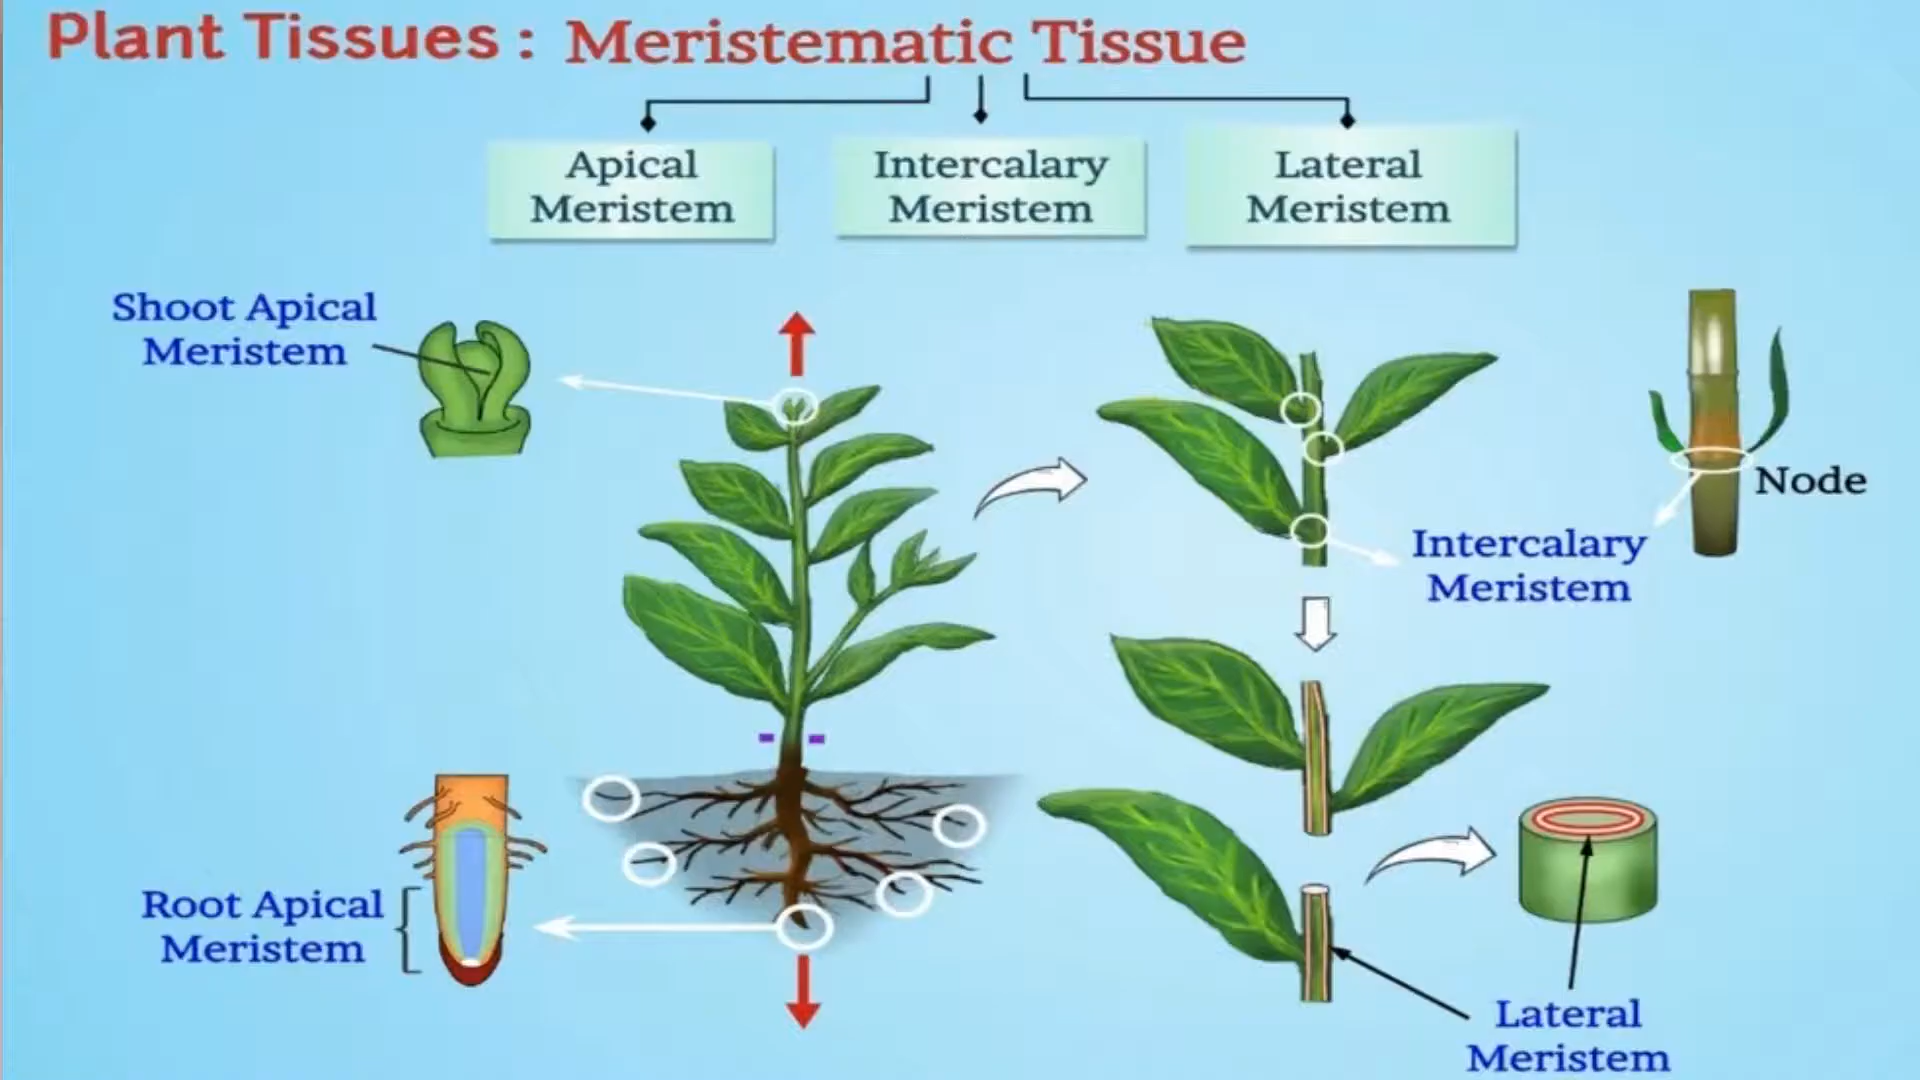 Plant Tissues : Meristematic Tissue
Apical
Meristem
Intercalary
Meristem
Lateral
Meristem
Shoot Apical
Meristem
Node
Intercalary
Meristem
Root Apical
Meristem
Lateral
Meristem